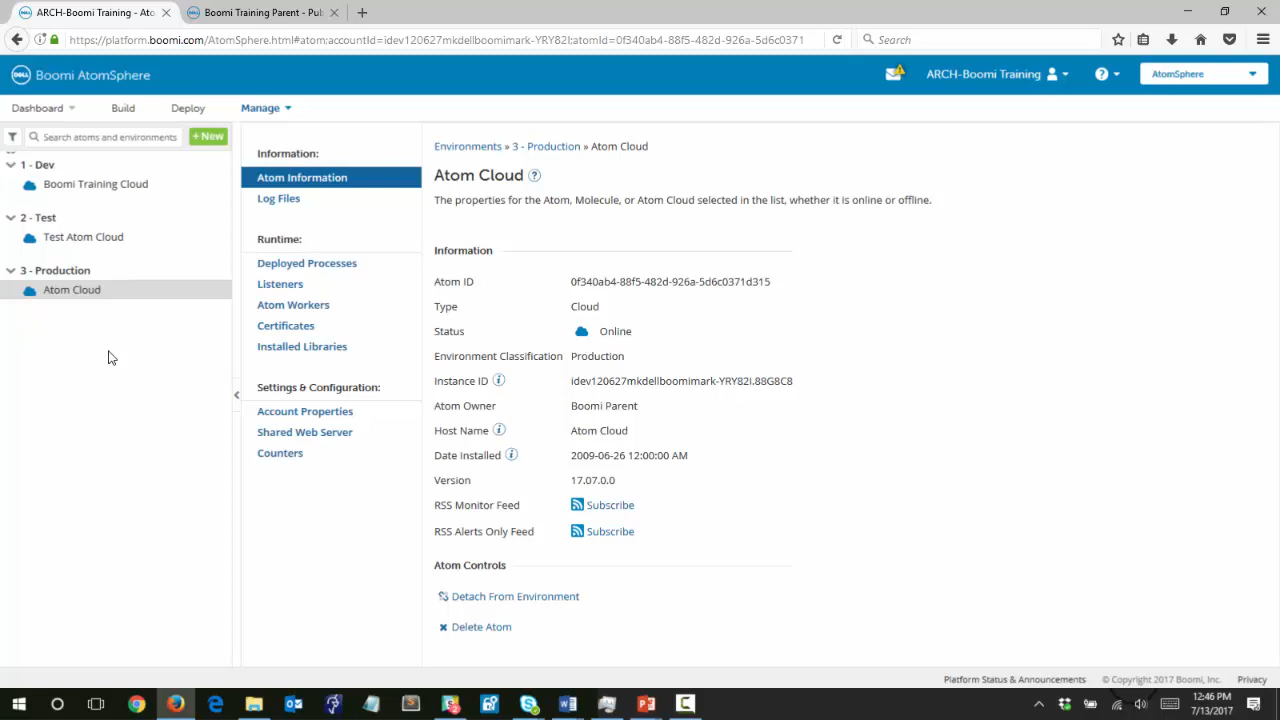 ARCH-Boomi Training - Ato
Boomi Training Parent - Pub
https://platform.boomi.com/AtomSphere.html#atom;accountId=idev120627mkdellboomimark-YRY82I;atomId=0f340ab4-88f5-482d-926a-5d6c0371
Search
DELL Boomi AtomSphere
ARCH-Boomi Training
AtomSphere
Dashboard Build Deploy Manage
Search atoms and environments
+ New
1 - Dev
Boomi Training Cloud
2 - Test
Test Atom Cloud
3 - Production
Atom Cloud
Information:
Atom Information
Log Files
Runtime:
Deployed Processes
Listeners
Atom Workers
Certificates
Installed Libraries
Settings & Configuration:
Account Properties
Shared Web Server
Counters
Environments » 3 - Production » Atom Cloud
Atom Cloud ?
The properties for the Atom, Molecule, or Atom Cloud selected in the list, whether it is online or offline.
Information
Atom ID 0f340ab4-88f5-482d-926a-5d6c0371d315
Type Cloud
Status Online
Environment Classification Production
Instance ID idev120627mkdellboomimark-YRY82I.88G8C8
Atom Owner Boomi Parent
Host Name Atom Cloud
Date Installed 2009-06-26 12:00:00 AM
Version 17.07.0.0
RSS Monitor Feed Subscribe
RSS Alerts Only Feed Subscribe
Atom Controls
Detach From Environment
Delete Atom
Platform Status & Announcements © Copyright 2017 Boomi, Inc. Privacy
12:46 PM
7/13/2017